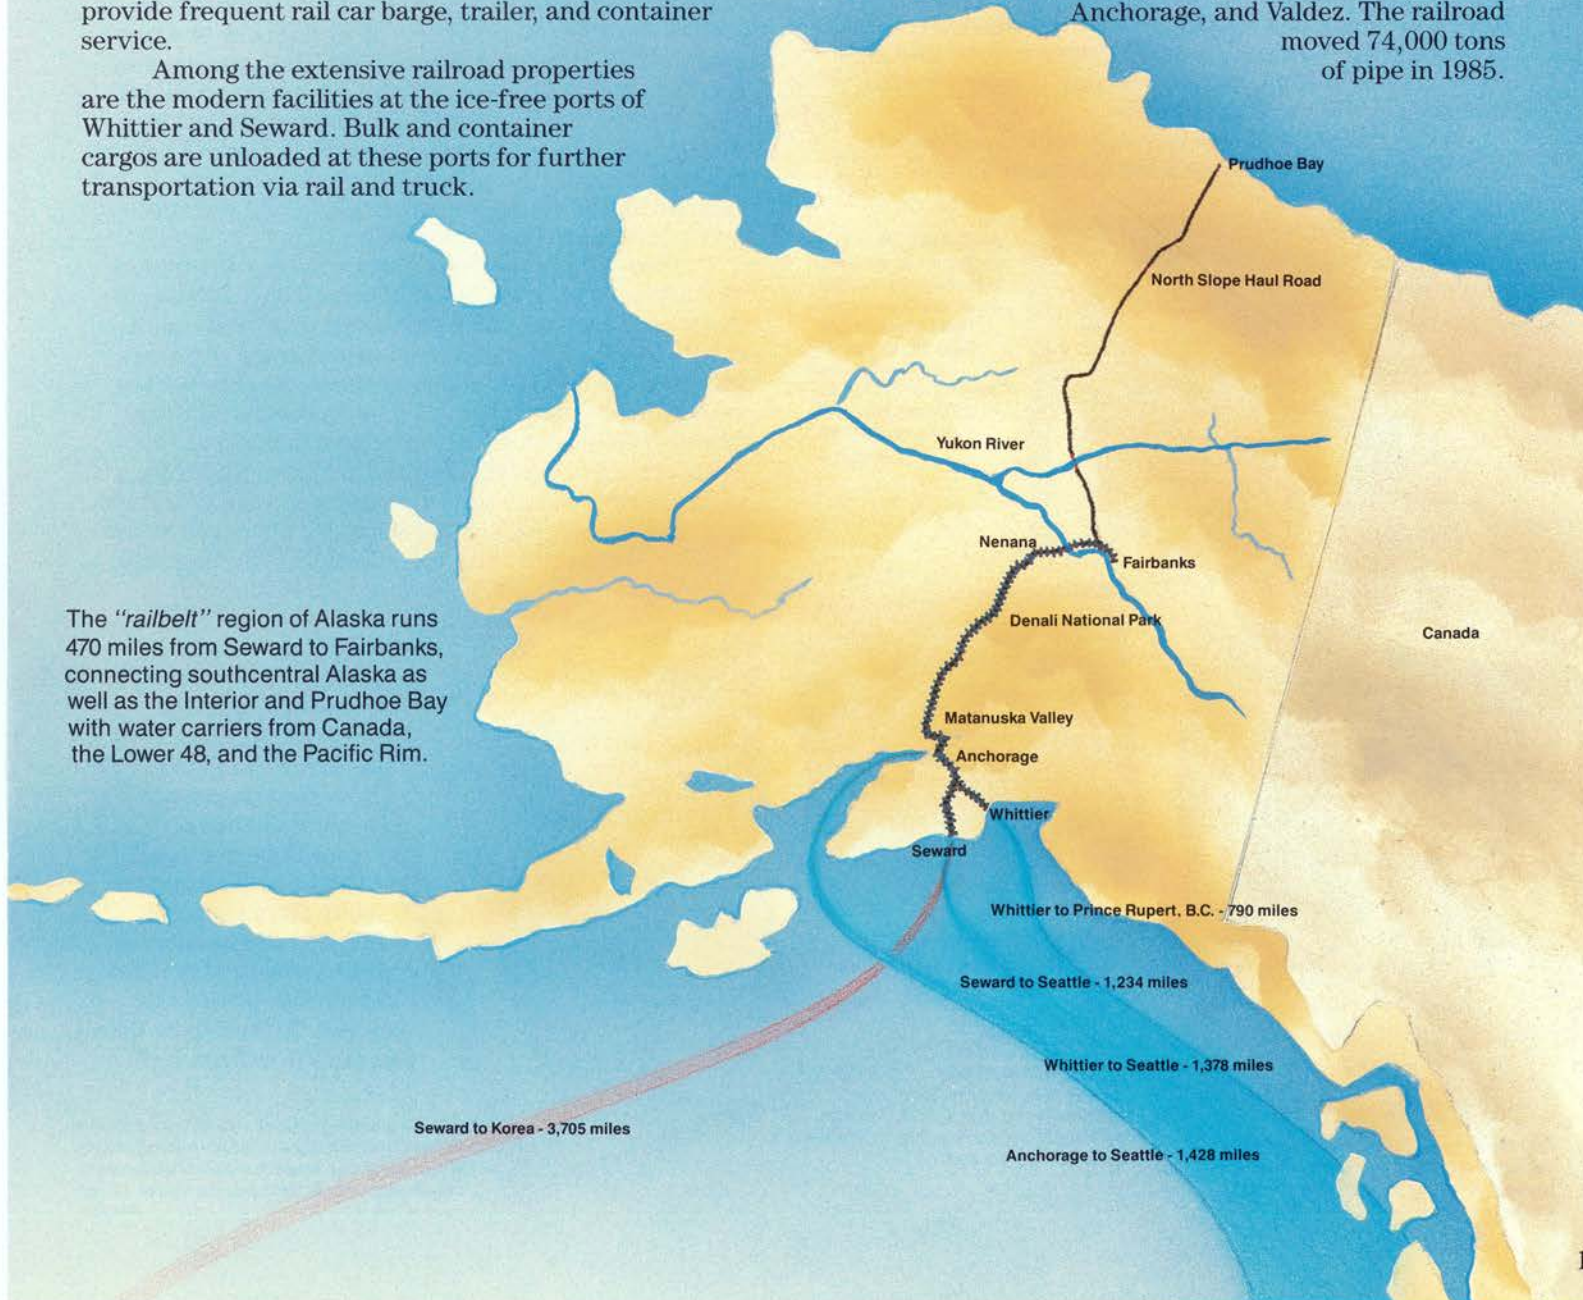 provide frequent rail car barge, trailer, and container
service.
Among the extensive railroad properties
are the modern facilities at the ice-free ports of
Whittier and Seward. Bulk and container
cargos are unloaded at these ports for further
transportation via rail and truck.
Anchorage, and Valdez. The railroad
moved 74,000 tons
of pipe in 1985.
Prudhoe Bay
North Slope Haul Road
Yukon River
Nenana
Fairbanks
Denali National Park
Canada
The "railbelt" region of Alaska runs
470 miles from Seward to Fairbanks,
connecting southcentral Alaska as
well as the Interior and Prudhoe Bay
with water carriers from Canada,
the Lower 48, and the Pacific Rim.
Matanuska Valley
Anchorage
Whittier
Seward
Whittier to Prince Rupert, B.C. - 790 miles
Seward to Seattle - 1,234 miles
Whittier to Seattle - 1,378 miles
Seward to Korea - 3,705 miles
Anchorage to Seattle - 1,428 miles